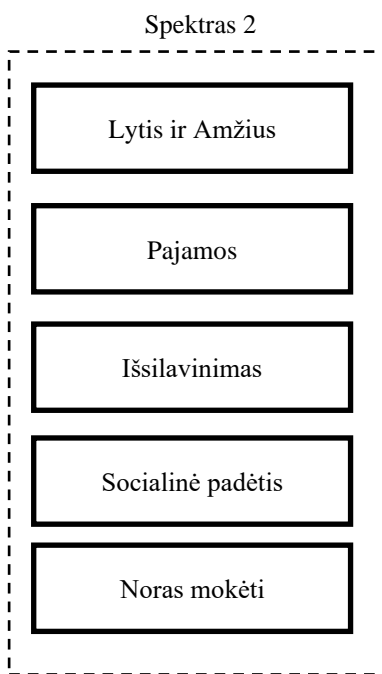 Spektras 2
Lytis ir Amžius
Pajamos
Išsilavinimas
Socialinė padėtis
Noras mokėti